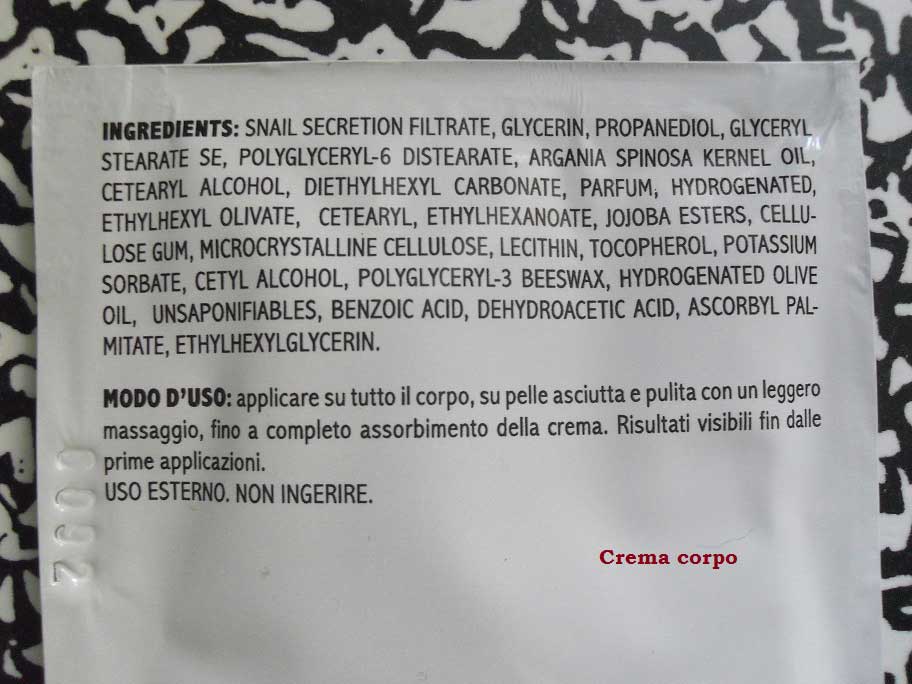 INGREDIENTS: SNAIL SECRETION FILTRATE, GLYCERIN, PROPANEDIOL, GLYCERYL
STEARATE SE, POLYGLYCERYL-6 DISTEARATE, ARGANIA SPINOSA KERNEL OIL,
CETEARYL ALCOHOL, DIETHYLHEXYL CARBONATE, PARFUM, HYDROGENATED,
ETHYLHEXYL OLIVATE, CETEARYL, ETHYLHEXANOATE, JOJOBA ESTERS, CELLU-
LOSE GUM, MICROCRYSTALLINE CELLULOSE, LECITHIN, TOCOPHEROL, POTASSIUM
SORBATE, CETYL ALCOHOL, POLYGLYCERYL-3 BEESWAX, HYDROGENATED OLIVE
OIL, UNSAPONIFIABLES, BENZOIC ACID, DEHYDROACETIC ACID, ASCORBYL PAL-
MITATE, ETHYLHEXYLGLYCERIN.
MODO D'USO: applicare su tutto il corpo, su pelle asciutta e pulita con un leggero
massaggio, fino a completo assorbimento della crema. Risultati visibili fin dalle
prime applicazioni.
USO ESTERNO. NON INGERIRE.
Crema corpo